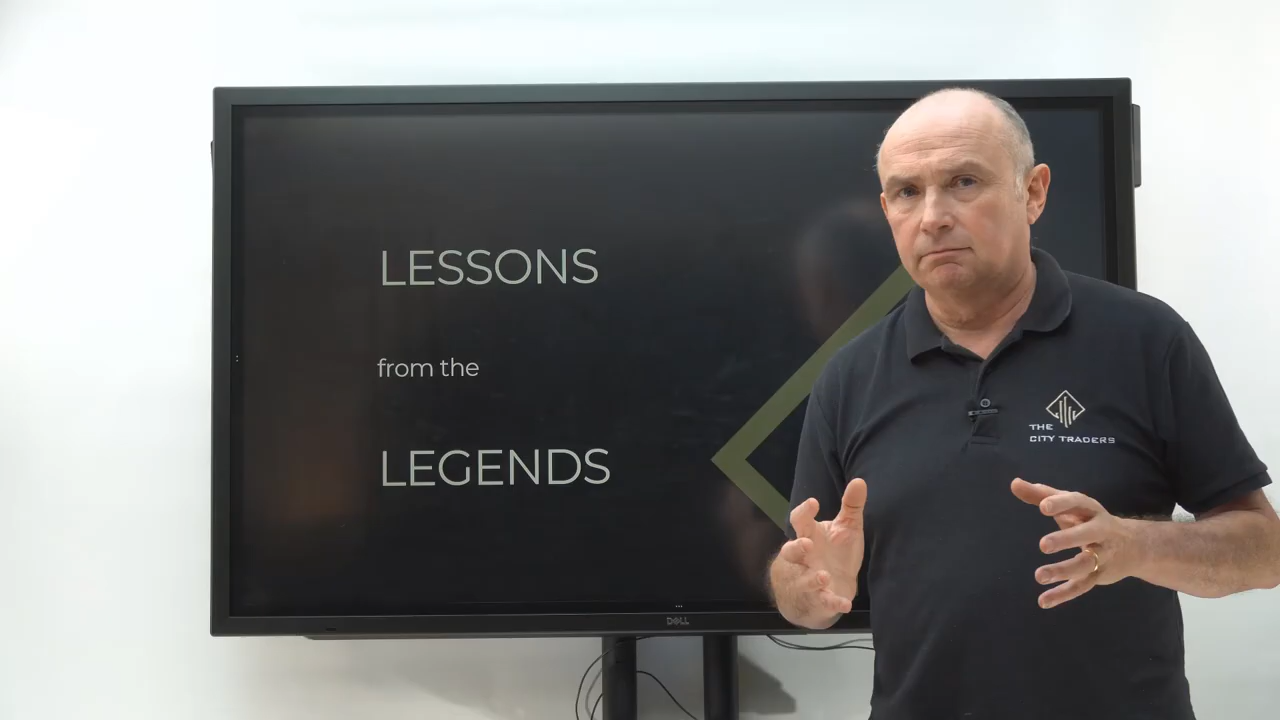 LESSONS
from the
LEGENDS
THE
CITY TRADERS
DELL